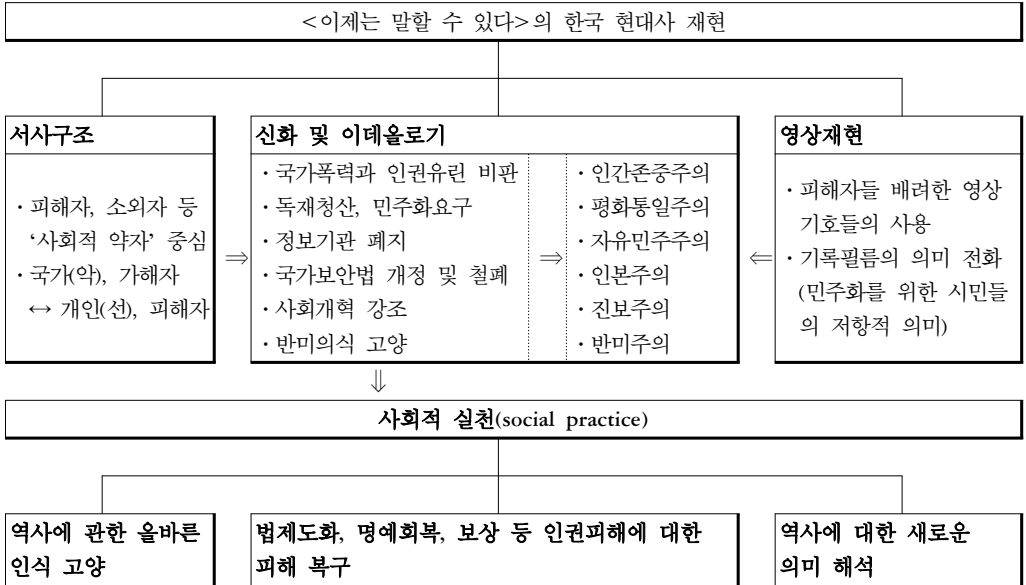 <이제는 말할 수 있다>의 한국 현대사 재현
서사구조
· 피해자, 소외자 등
‘사회적 약자’ 중심
· 국가(악), 가해자
↔ 개인(선), 피해자
⇒
신화 및 이데올로기
· 국가폭력과 인권유린 비판
· 독재청산, 민주화요구
· 정보기관 폐지
· 국가보안법 개정 및 철폐
· 사회개혁 강조
· 반미의식 고양
⇒
· 인간존중주의
· 평화통일주의
· 자유민주주의
· 인본주의
· 진보주의
· 반미주의
⇐
영상재현
· 피해자들 배려한 영상
기호들의 사용
· 기록필름의 의미 전화
(민주화를 위한 시민들
의 저항적 의미)
⇓
사회적 실천(social practice)
역사에 관한 올바른
인식 고양
법제도화, 명예회복, 보상 등 인권피해에 대한
피해 복구
역사에 대한 새로운
의미 해석